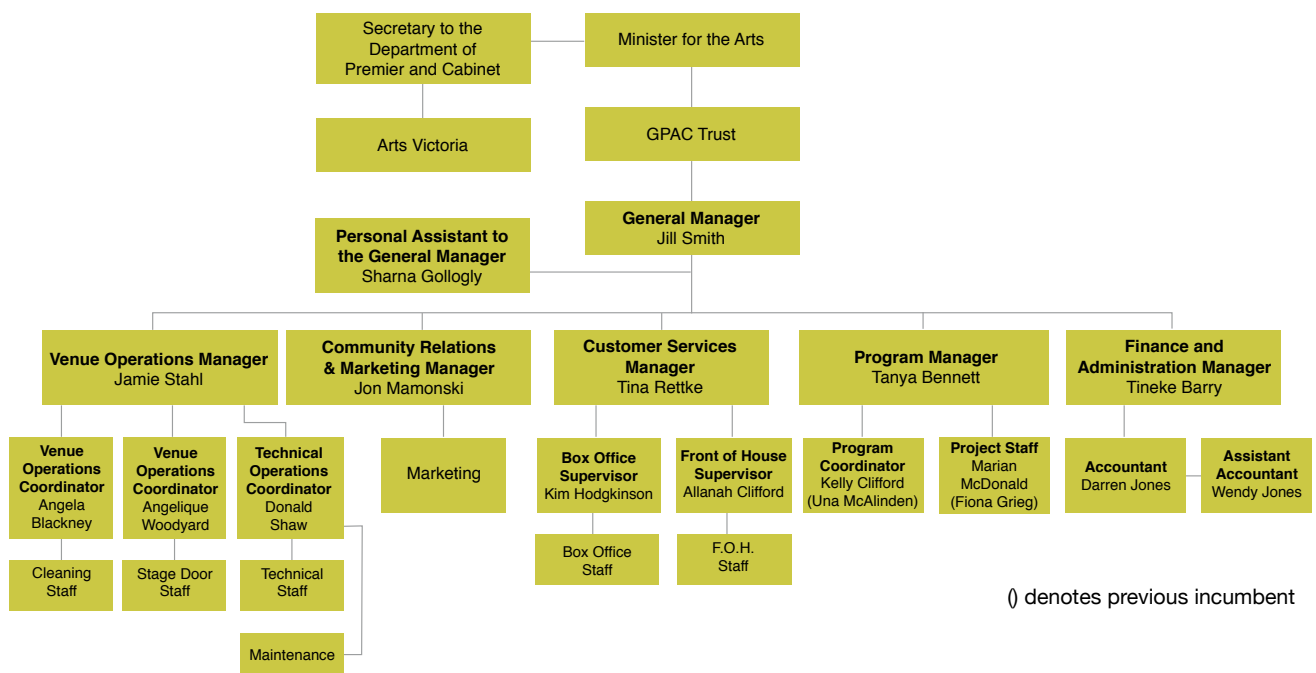 Secretary to the
Department of
Premier and Cabinet
Minister for the Arts
Arts Victoria
GPAC Trust
General Manager
Jill Smith
Personal Assistant to
the General Manager
Sharna Gollogly
Venue Operations Manager
Jamie Stahl
Community Relations
& Marketing Manager
Jon Mamonski
Customer Services
Manager
Tina Rettke
Program Manager
Tanya Bennett
Finance and
Administration Manager
Tineke Barry
Venue
Operations
Coordinator
Angela
Blackney
Venue
Operations
Coordinator
Angelique
Woodyard
Technical
Operations
Coordinator
Donald
Shaw
Marketing
Box Office
Supervisor
Kim Hodgkinson
Front of House
Supervisor
Allanah Clifford
Program
Coordinator
Kelly Clifford
(Una McAlinden)
Project Staff
Marian
McDonald
(Fiona Grieg)
Accountant
Darren Jones
Assistant
Accountant
Wendy Jones
Cleaning
Staff
Stage Door
Staff
Technical
Staff
Box Office
Staff
F.O.H.
Staff
Maintenance
() denotes previous incumbent